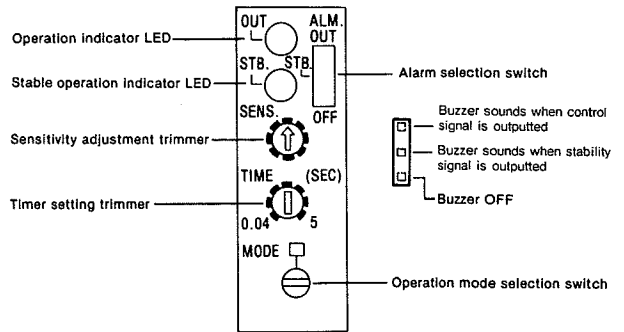 OUT ALM.
OUT
Operation indicator LED
STB. STB.
Stable operation indicator LED
Alarm selection switch
SENS. OFF
Sensitivity adjustment trimmer
Buzzer sounds when control
signal is outputted
Buzzer sounds when stability
signal is outputted
Buzzer OFF
TIME (SEC)
Timer setting trimmer
0.04 5
MODE
Operation mode selection switch